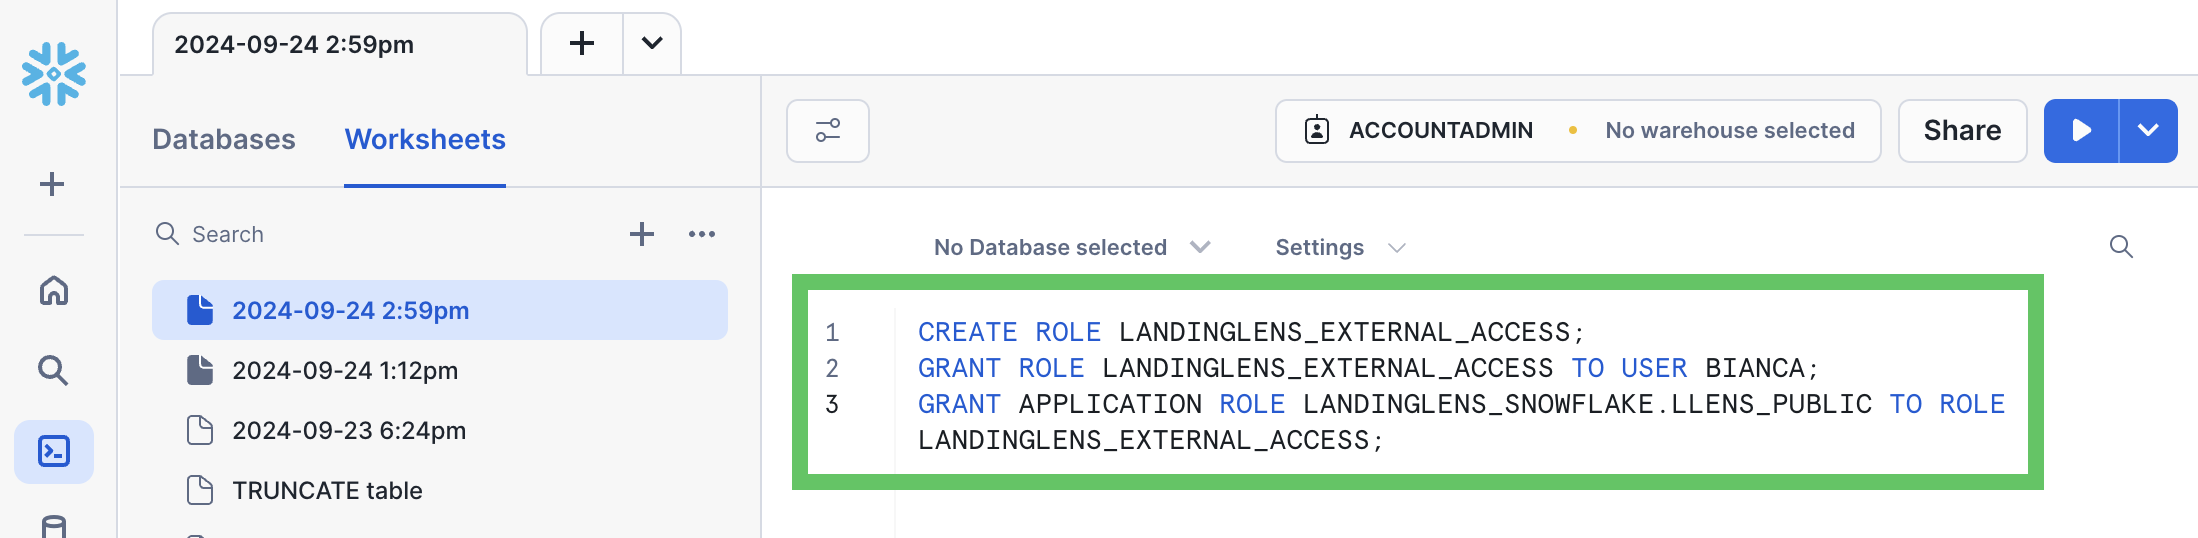 2024-09-24 2:59pm
Databases
Worksheets
ACCOUNTADMIN
No warehouse selected
Share
Search
No Database selected
Settings
2024-09-24 2:59pm
2024-09-24 1:12pm
2024-09-23 6:24pm
TRUNCATE table
1 CREATE ROLE LANDINGLENS_EXTERNAL_ACCESS;
2 GRANT ROLE LANDINGLENS_EXTERNAL_ACCESS TO USER BIANCA;
3 GRANT APPLICATION ROLE LANDINGLENS_SNOWFLAKE.LLENS_PUBLIC TO ROLE
LANDINGLENS_EXTERNAL_ACCESS;